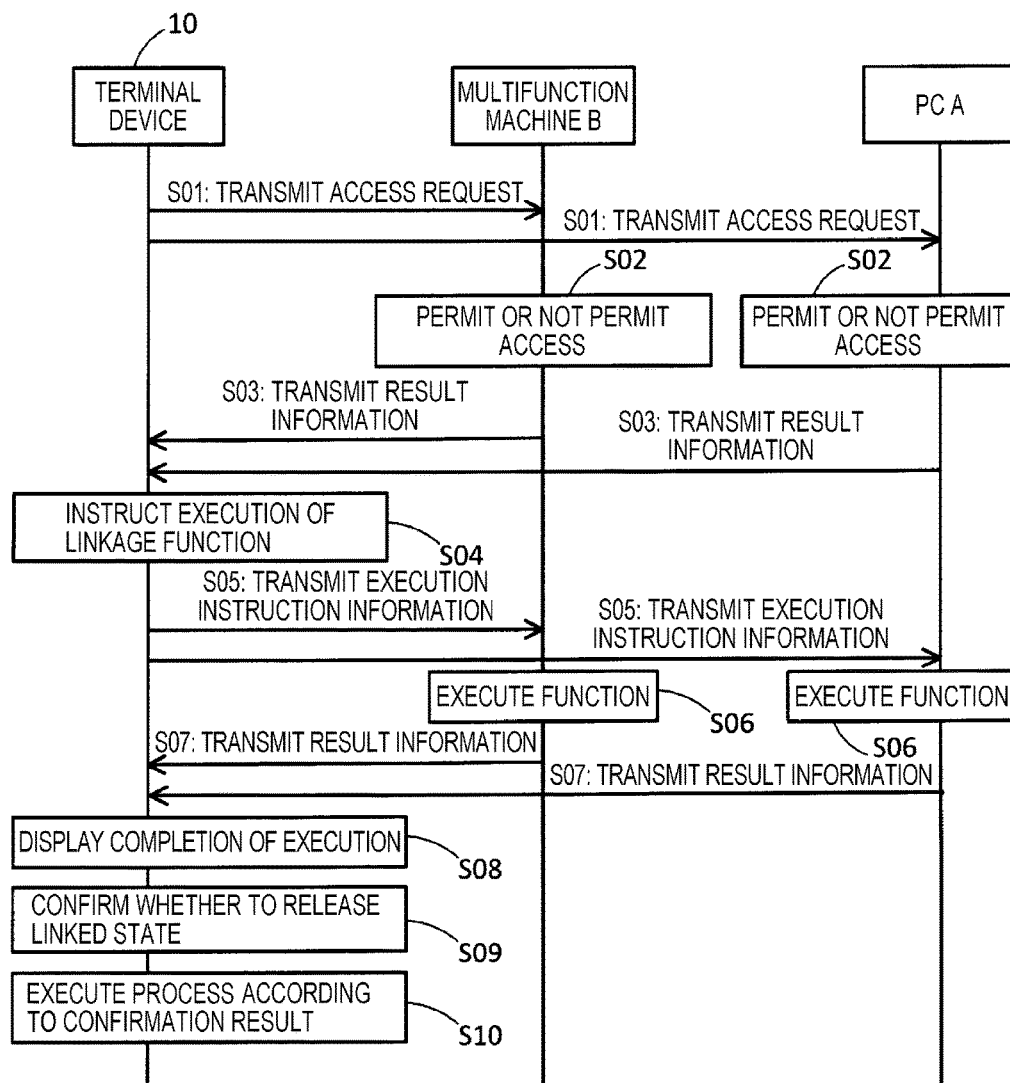 10
TERMINAL
DEVICE
MULTIFUNCTION
MACHINE B
PC A
S01: TRANSMIT ACCESS REQUEST
S01: TRANSMIT ACCESS REQUEST
S02
S02
PERMIT OR NOT PERMIT
ACCESS
PERMIT OR NOT PERMIT
ACCESS
S03: TRANSMIT RESULT
INFORMATION
S03: TRANSMIT RESULT
INFORMATION
INSTRUCT EXECUTION OF
LINKAGE FUNCTION
S04
S05: TRANSMIT EXECUTION
INSTRUCTION INFORMATION
S05: TRANSMIT EXECUTION
INSTRUCTION INFORMATION
EXECUTE FUNCTION
S06
EXECUTE FUNCTION
S06
S07: TRANSMIT RESULT INFORMATION
S07: TRANSMIT RESULT INFORMATION
DISPLAY COMPLETION OF EXECUTION
S08
CONFIRM WHETHER TO RELEASE
LINKED STATE
S09
EXECUTE PROCESS ACCORDING
TO CONFIRMATION RESULT
S10